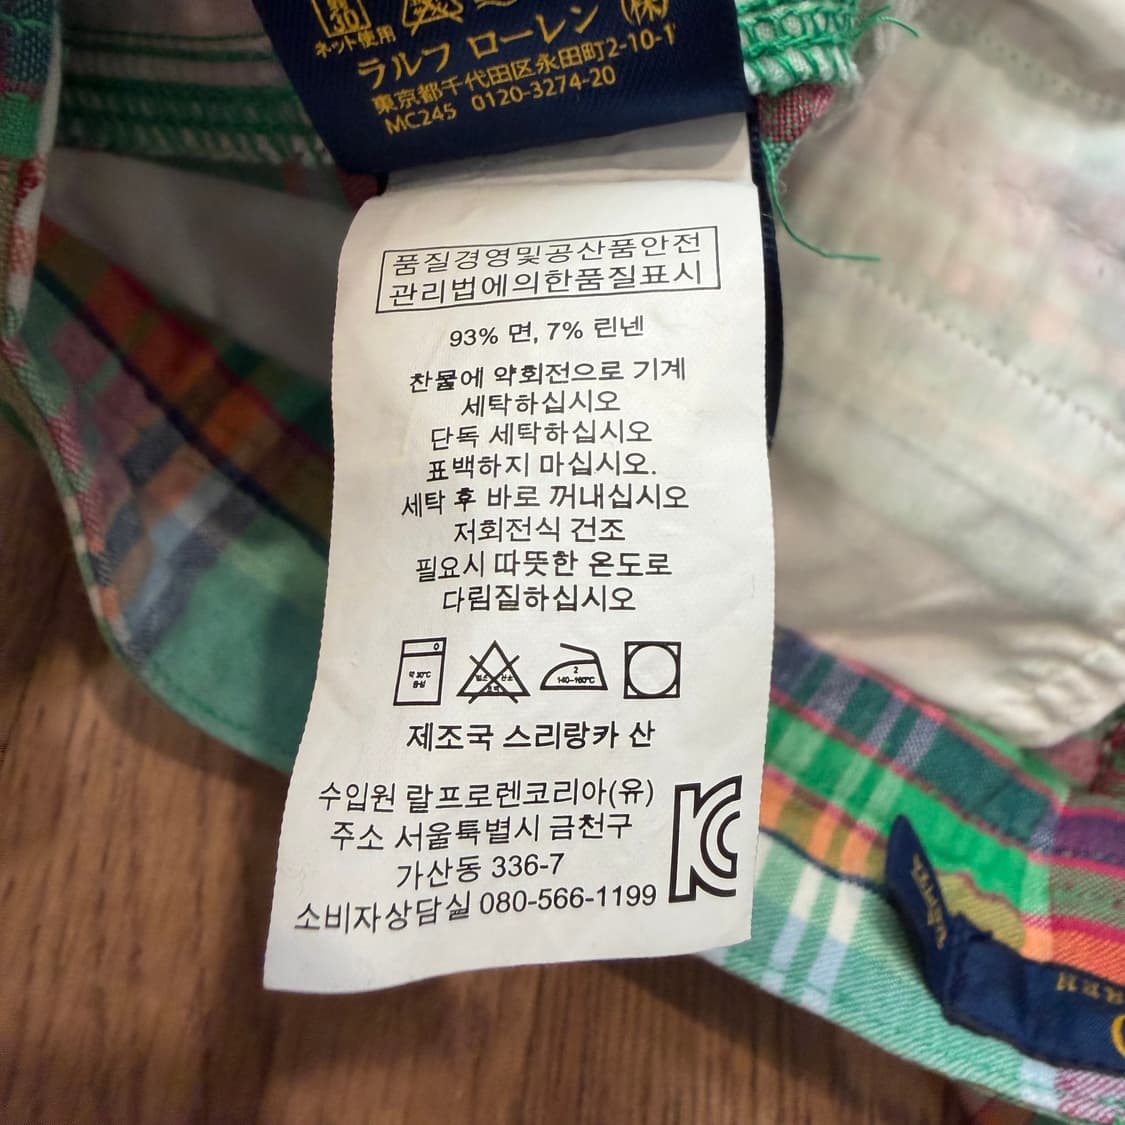 ネット使用
ラルフ ローレン (株)
東京都千代田区永田町2-10-1
MC245 0120-3274-20
품질경영및공산품안전
관리법에의한품질표시
93% 면, 7% 린넨
찬물에 약회전으로 기계
세탁하십시오
단독 세탁하십시오
표백하지 마십시오.
세탁 후 바로 꺼내십시오
저회전식 건조
필요시 따뜻한 온도로
다림질하십시오
약 30℃
중성
2
140~160℃
제조국 스리랑카 산
수입원 랄프로렌코리아(유)
주소 서울특별시 금천구
가산동 336-7
소비자상담실 080-566-1199